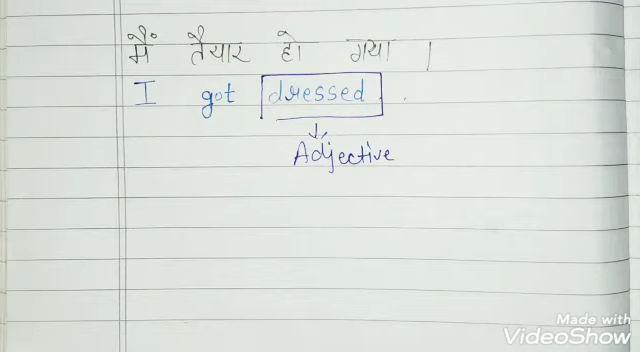 मैं तैयार हो गया |
I got dressed .
Adjective
Made with
VideoShow